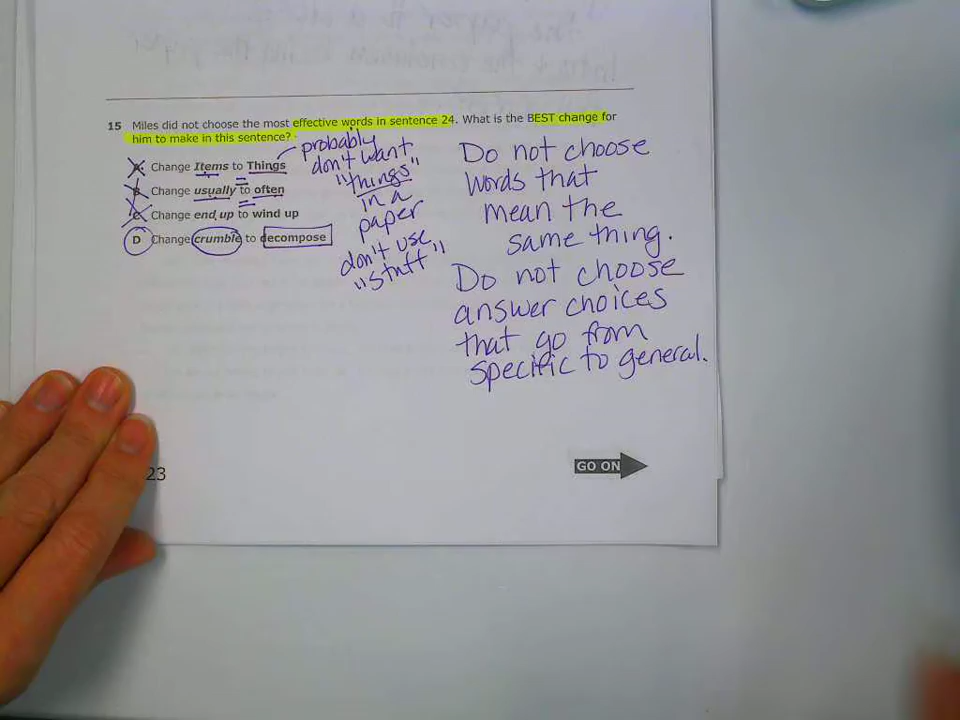 15 Miles did not choose the most effective words in sentence 24. What is the BEST change for
him to make in this sentence?
A Change Items to Things
B Change usually to often
C Change end up to wind up
D Change crumble to decompose
probably
don't want
"things"
in a
paper
don't use
"stuff"
Do not choose
words that
mean the
same thing.
Do not choose
answer choices
that go from
specific to general.
23
GO ON